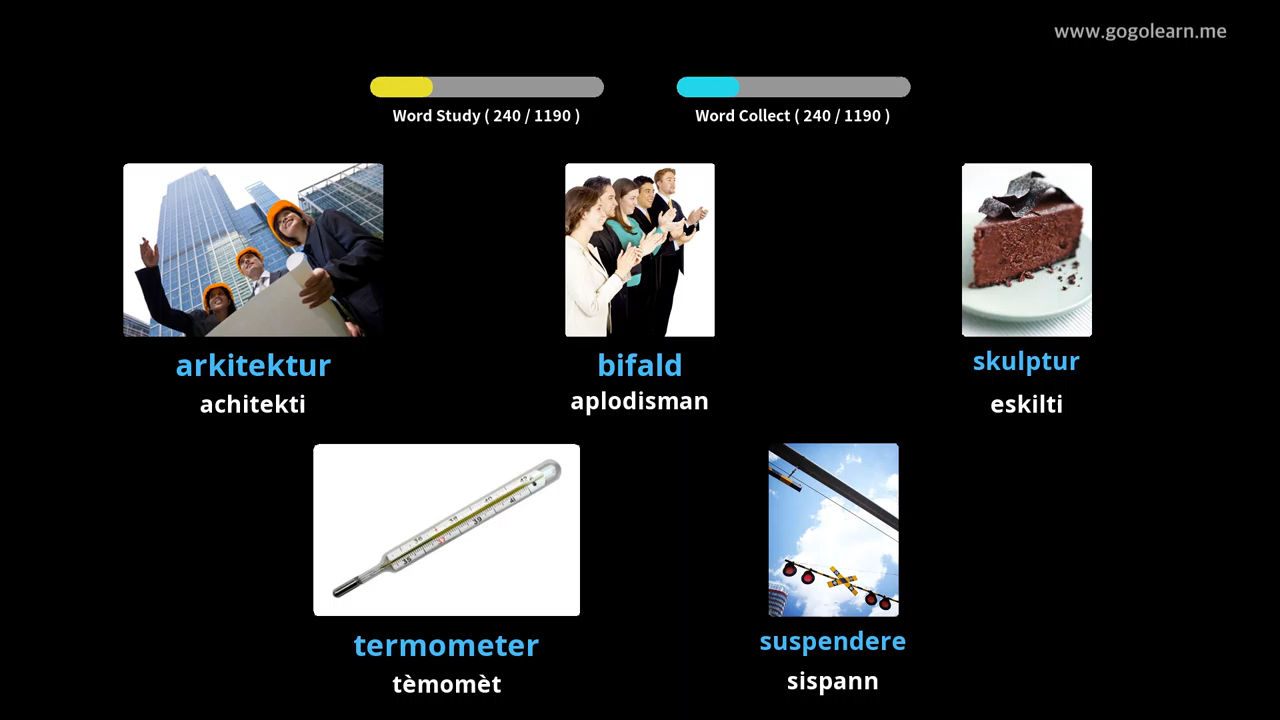 www.gogolearn.me
Word Study ( 240 / 1190 )
Word Collect ( 240 / 1190 )
arkitektur
achitekti
bifald
aplodisman
skulptur
eskilti
termometer
tèmomèt
suspendere
sispann